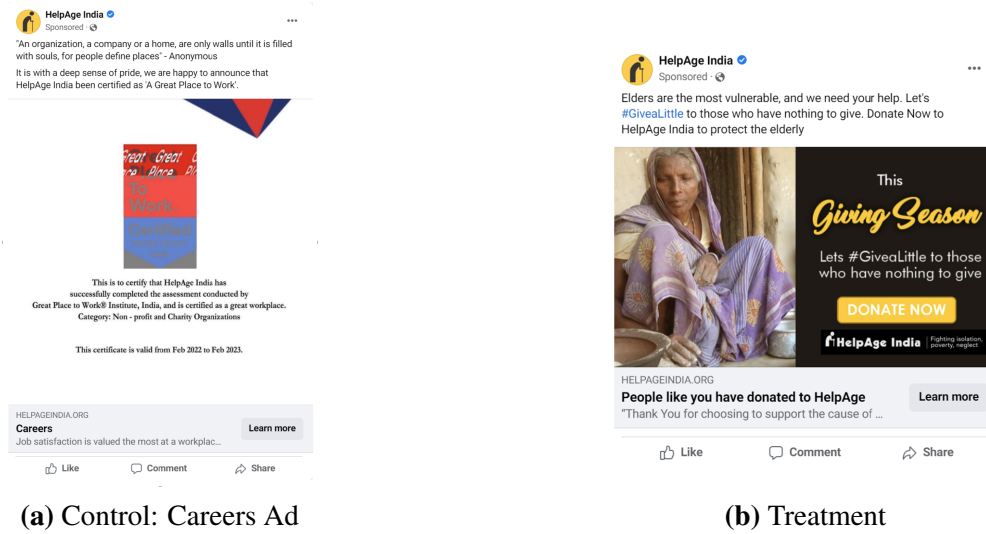 HelpAge India
Sponsored ·
"An organization, a company or a home, are only walls until it is filled
with souls, for people define places" - Anonymous
It is with a deep sense of pride, we are happy to announce that
HelpAge India been certified as 'A Great Place to Work'.
Great Great
Place
To
Work.
Certified
This is to certify that HelpAge India has
successfully completed the assessment conducted by
Great Place to Work® Institute, India, and is certified as a great workplace.
Category: Non - profit and Charity Organizations
This certificate is valid from Feb 2022 to Feb 2023.
HELPAGEINDIA.ORG
Careers
Job satisfaction is valued the most at a workplac...
Learn more
Like Comment Share
(a) Control: Careers Ad
HelpAge India
Sponsored ·
Elders are the most vulnerable, and we need your help. Let's
#GiveaLittle to those who have nothing to give. Donate Now to
HelpAge India to protect the elderly
This
Giving Season
Lets #GiveaLittle to those
who have nothing to give
DONATE NOW
HelpAge India Fighting isolation,
poverty, neglect
HELPAGEINDIA.ORG
People like you have donated to HelpAge
"Thank You for choosing to support the cause of ...
Learn more
Like Comment Share
(b) Treatment